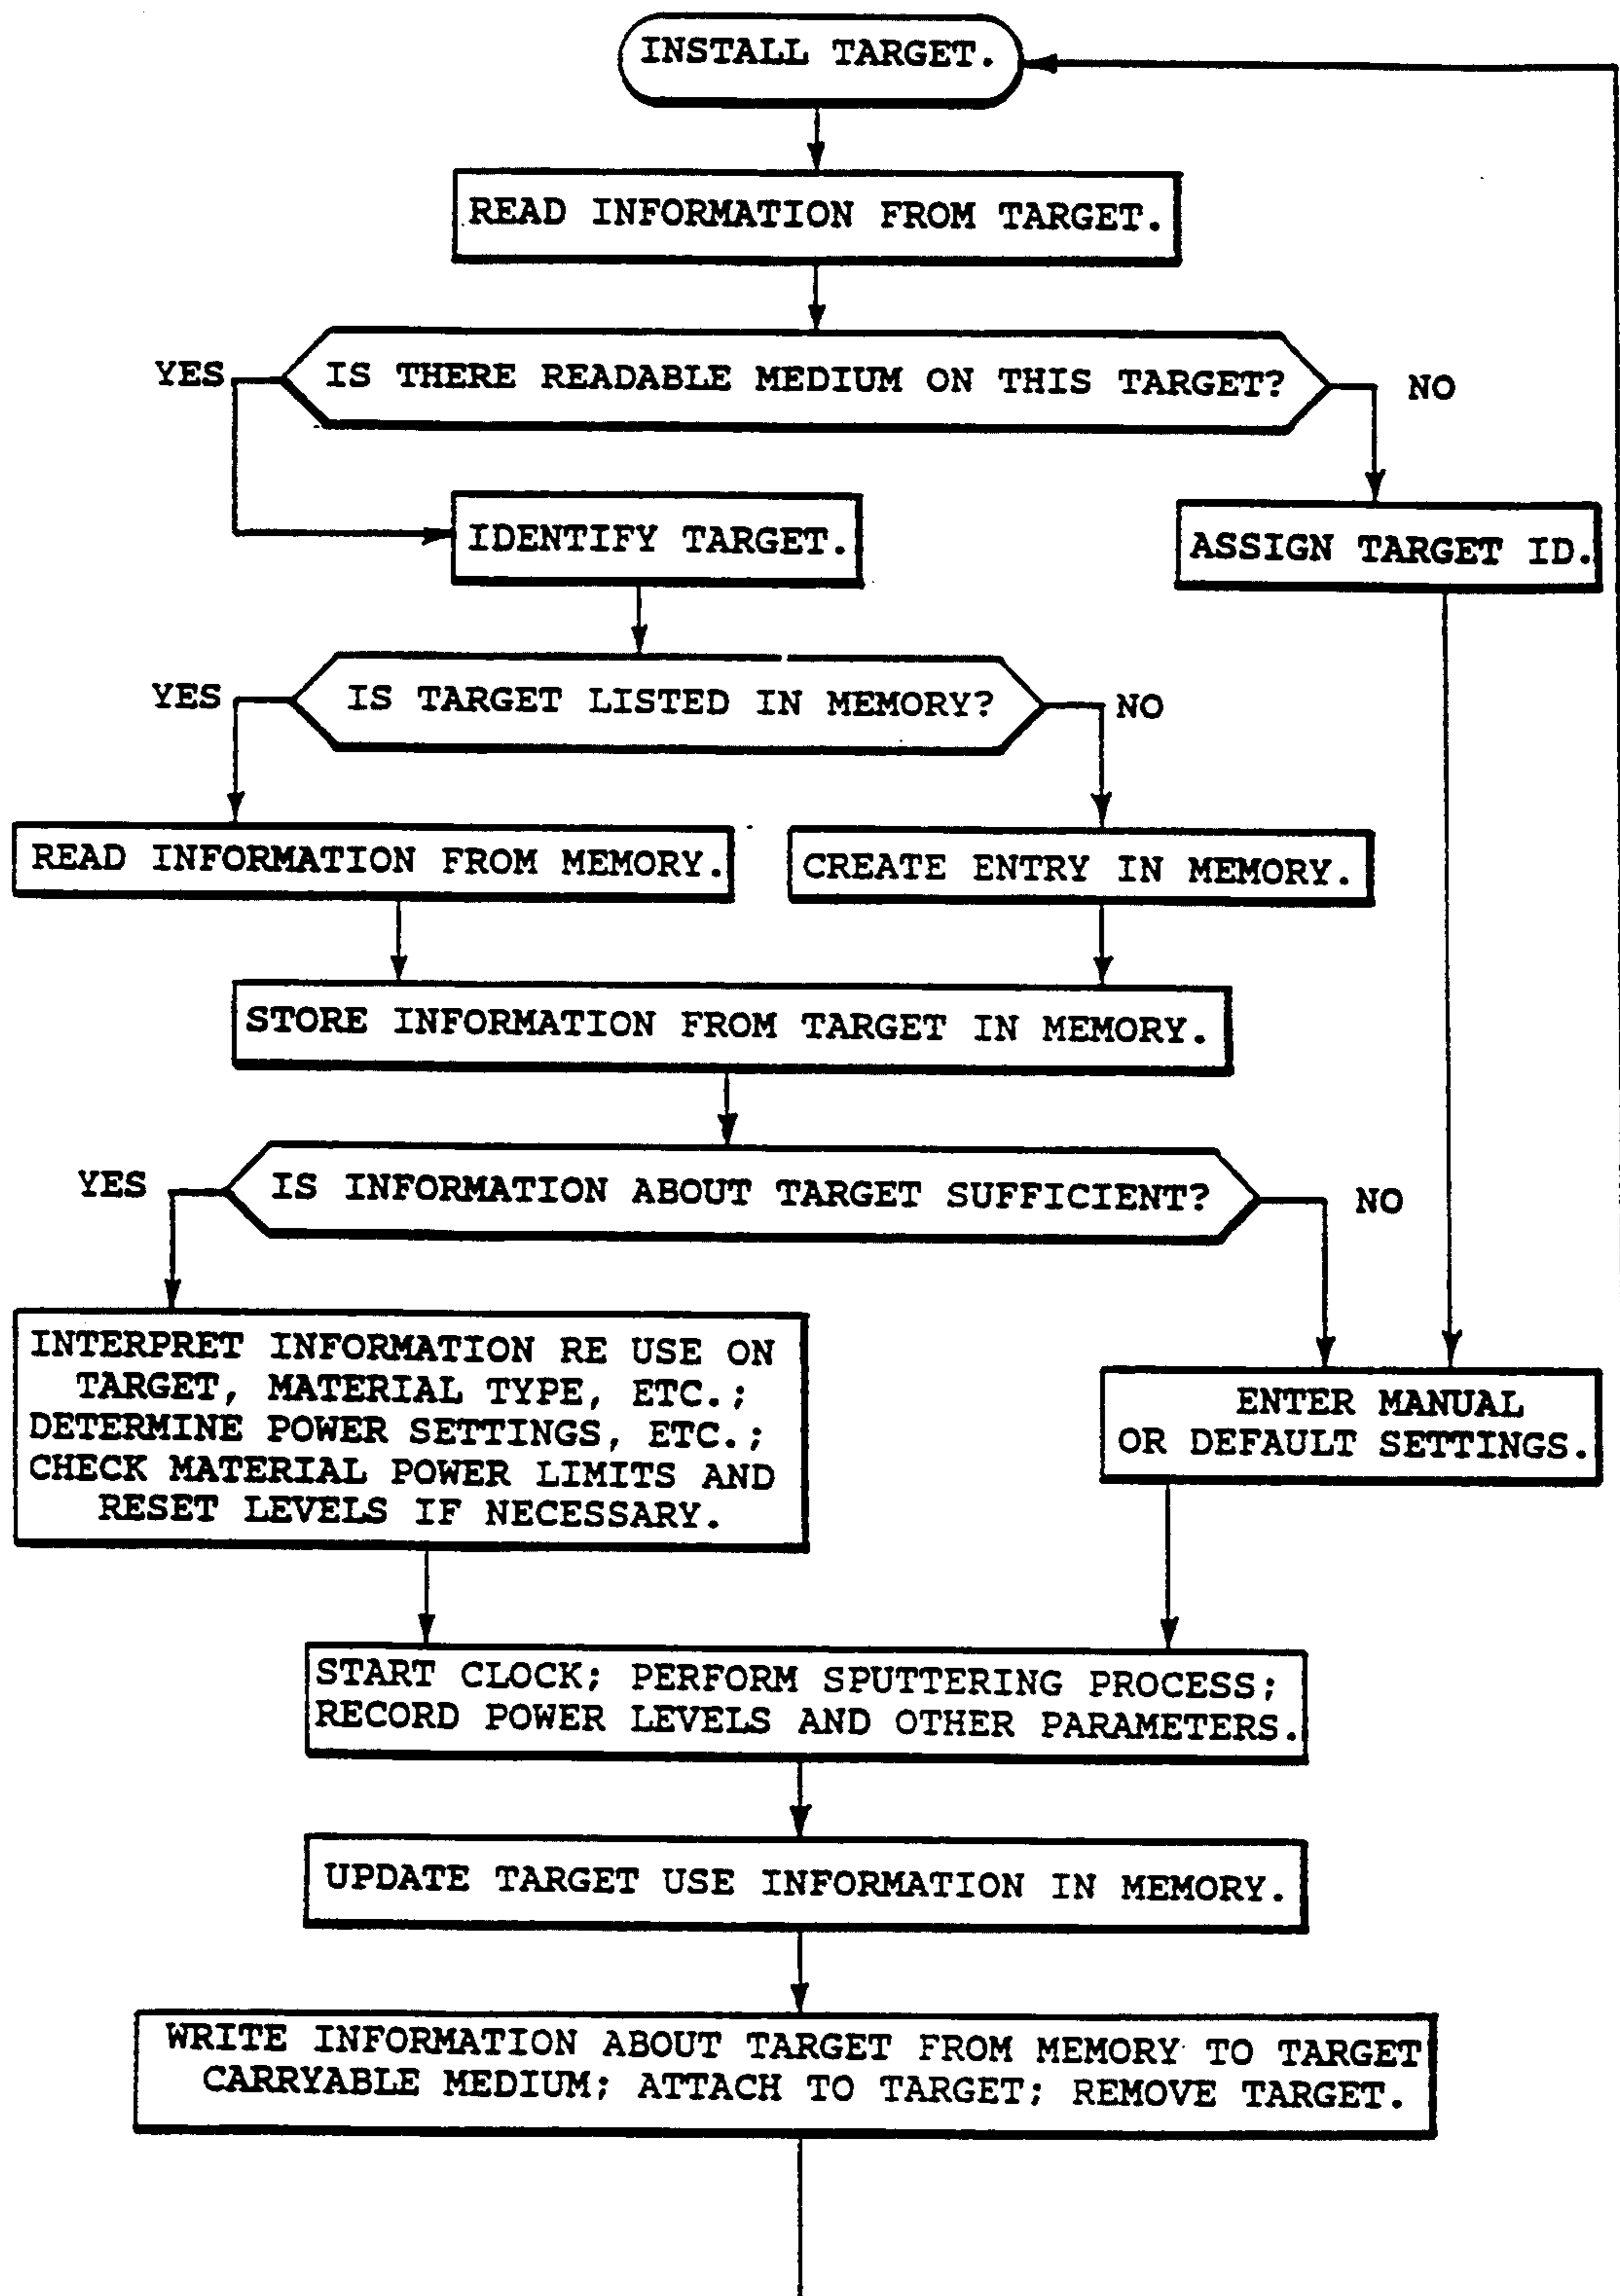 INSTALL TARGET.
READ INFORMATION FROM TARGET.
YES
IS THERE READABLE MEDIUM ON THIS TARGET?
NO
IDENTIFY TARGET.
ASSIGN TARGET ID.
YES
IS TARGET LISTED IN MEMORY?
NO
READ INFORMATION FROM MEMORY.
CREATE ENTRY IN MEMORY.
STORE INFORMATION FROM TARGET IN MEMORY.
YES
IS INFORMATION ABOUT TARGET SUFFICIENT?
NO
INTERPRET INFORMATION RE USE ON
TARGET, MATERIAL TYPE, ETC.;
DETERMINE POWER SETTINGS, ETC.;
CHECK MATERIAL POWER LIMITS AND
RESET LEVELS IF NECESSARY.
ENTER MANUAL
OR DEFAULT SETTINGS.
START CLOCK; PERFORM SPUTTERING PROCESS;
RECORD POWER LEVELS AND OTHER PARAMETERS.
UPDATE TARGET USE INFORMATION IN MEMORY.
WRITE INFORMATION ABOUT TARGET FROM MEMORY TO TARGET
CARRYABLE MEDIUM; ATTACH TO TARGET; REMOVE TARGET.